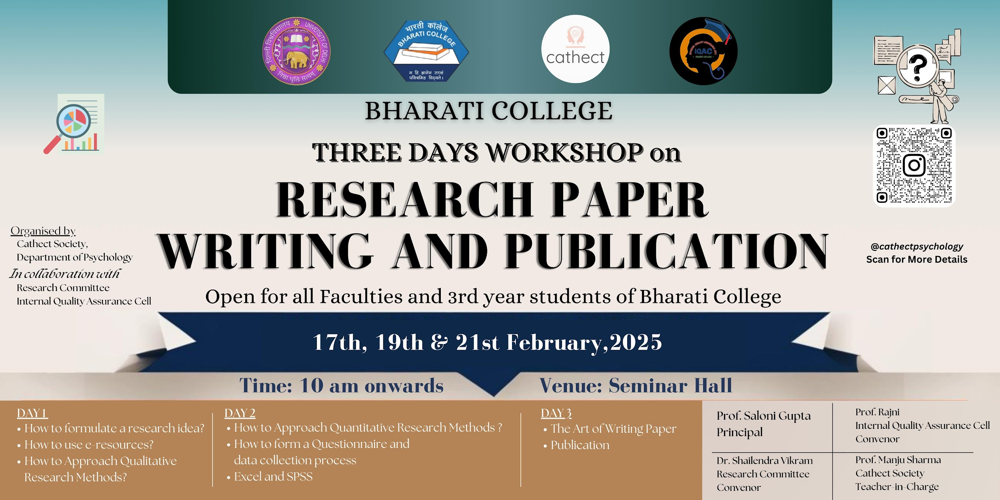 दिल्ली विश्वविद्यालय
UNIVERSITY OF DELHI
निष्ठा धृतिः सत्यम्
भारती कॉलेज
BHARATI COLLEGE
न हि ज्ञानेन सदृशं
पवित्रमिह विद्यते।
cathect
INTERNAL QUALITY ASSURANCE CELL
IQAC
- BHARATI COLLEGE -
BHARATI COLLEGE
THREE DAYS WORKSHOP on
RESEARCH PAPER
WRITING AND PUBLICATION
Open for all Faculties and 3rd year students of Bharati College
Organised by
Cathect Society,
Department of Psychology
In collaboration with
Research Committee
Internal Quality Assurance Cell
?
@cathectpsychology
Scan for More Details
17th, 19th & 21st February,2025
Time: 10 am onwards
Venue: Seminar Hall
DAY 1
• How to formulate a research idea?
• How to use e-resources?
• How to Approach Qualitative
Research Methods?
DAY 2
• How to Approach Quantitative Research Methods ?
• How to form a Questionnaire and
data collection process
• Excel and SPSS
DAY 3
• The Art of Writing Paper
• Publication
Prof. Saloni Gupta
Principal
Prof. Rajni
Internal Quality Assurance Cell
Convenor
Dr. Shailendra Vikram
Research Committee
Convenor
Prof. Manju Sharma
Cathect Society
Teacher-in-Charge